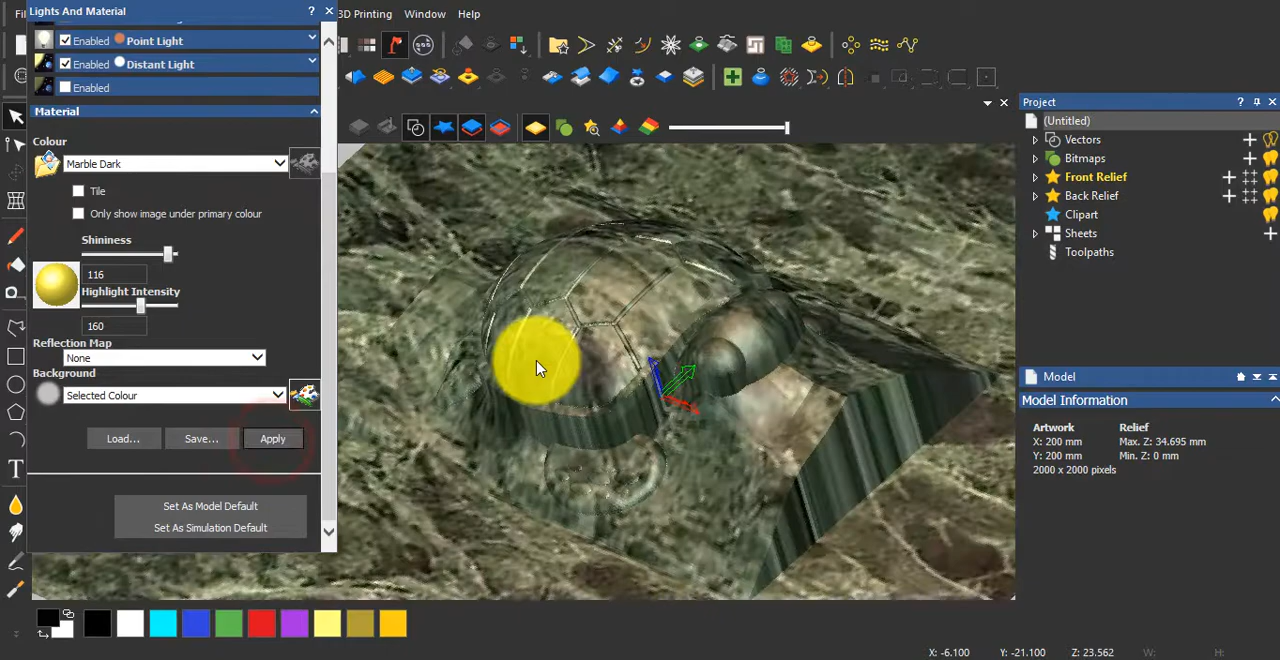 Lights And Material
? ×
Fil
3D Printing Window Help
Enabled Point Light
Enabled Distant Light
Enabled
Material
Colour
Marble Dark
Tile
Only show image under primary colour
Shininess
116
Highlight Intensity
160
Reflection Map
None
Background
Selected Colour
Load... Save... Apply
Set As Model Default
Set As Simulation Default
T
Project
(Untitled)
Vectors
Bitmaps
Front Relief
Back Relief
Clipart
Sheets
Toolpaths
Model
Model Information
Artwork Relief
X: 200 mm Max. Z: 34.695 mm
Y: 200 mm Min. Z: 0 mm
2000 x 2000 pixels
X: -6.100 Y: -21.100 Z: 23.562 W: H: